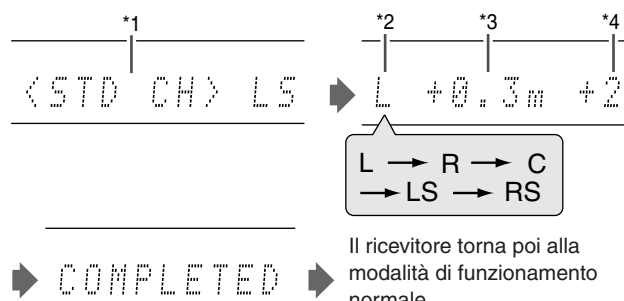 *1
<STD CH> LS
*2 *3 *4
L +0.3m +2
L → R → C
→ LS → RS
COMPLETED
Il ricevitore torna poi alla
modalità di funzionamento
normale